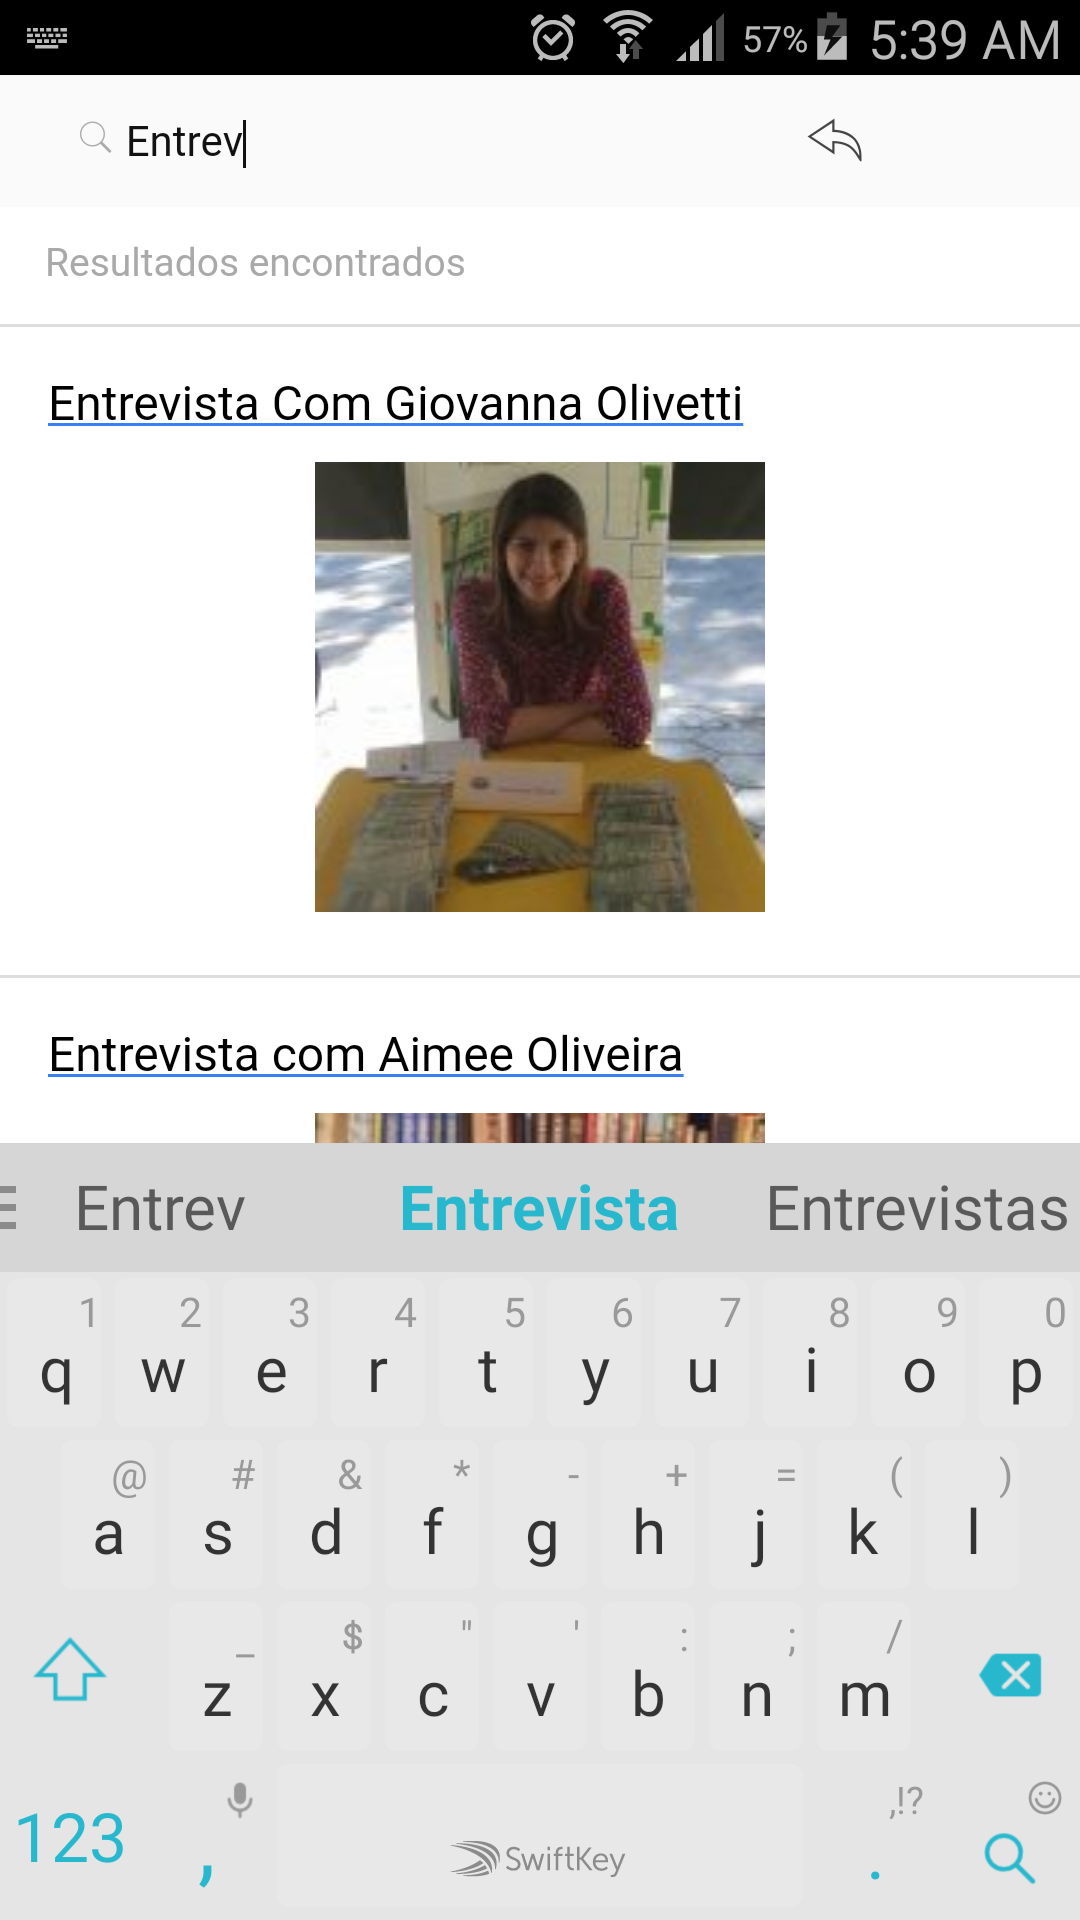 57% 5:39 AM
Entrev
Resultados encontrados
Entrevista Com Giovanna Olivetti
Entrevista com Aimee Oliveira
Entrev Entrevista Entrevistas
1 2 3 4 5 6 7 8 9 0
q w e r t y u i o p
@ # & * - + = ( )
a s d f g h j k l
_ $ " ' : ; /
z x c v b n m
,!?
123 , SwiftKey .